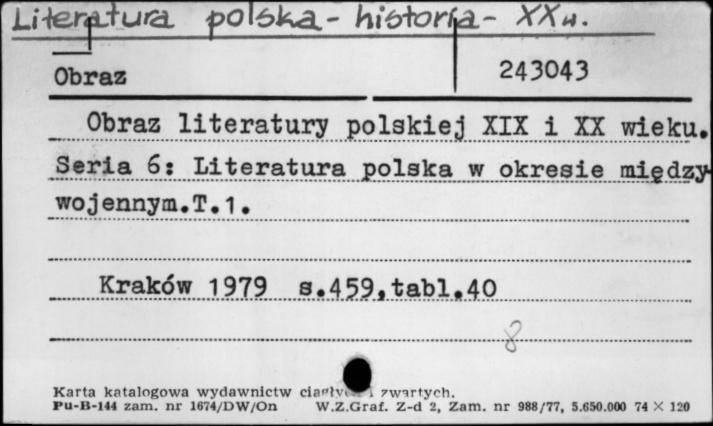 Literatura polska - historia - XX w.
Obraz 243043
Obraz literatury polskiej XIX i XX wieku.
Seria 6: Literatura polska w okresie między-
wojennym.T.1.
Kraków 1979 s.459,tabl.40
8
Karta katalogowa wydawnictw ciągłych i zwartych.
Pu-B-144 zam. nr 1674/DW/On W.Z.Graf. Z-d 2, Zam. nr 988/77, 5.650.000 74 × 120